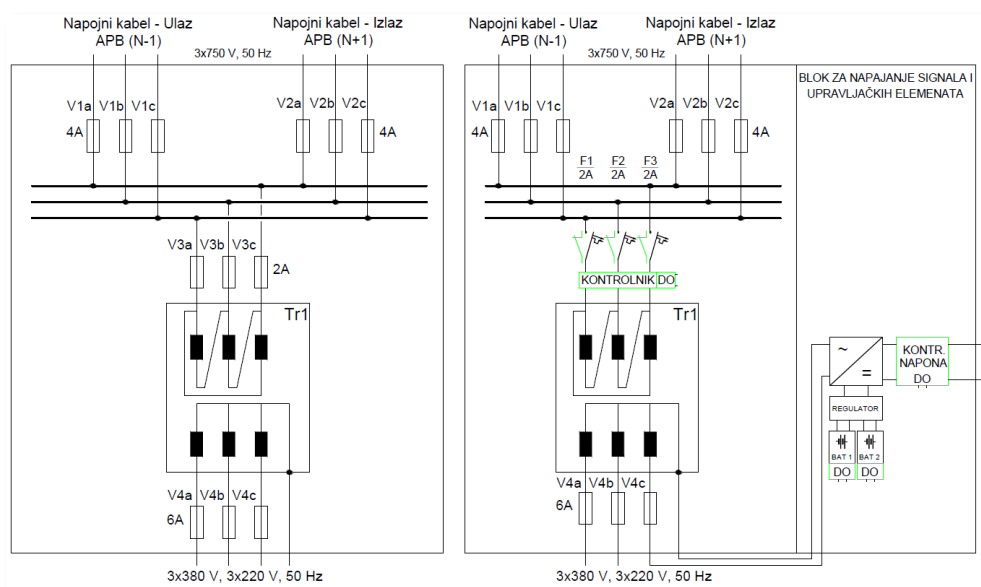 Napojni kabel - Ulaz
APB (N-1)
Napojni kabel - Izlaz
APB (N+1)
3x750 V, 50 Hz
V1a V1b V1c
V2a V2b V2c
4A
4A
V3a V3b V3c
2A
Tr1
V4a V4b V4c
6A
3x380 V, 3x220 V, 50 Hz
Napojni kabel - Ulaz
APB (N-1)
Napojni kabel - Izlaz
APB (N+1)
3x750 V, 50 Hz
V1a V1b V1c
V2a V2b V2c
4A
4A
F1 F2 F3
2A 2A 2A
KONTROLNIK DO
Tr1
V4a V4b V4c
6A
3x380 V, 3x220 V, 50 Hz
BLOK ZA NAPAJANJE SIGNALA I
UPRAVLJAČKIH ELEMENATA
~
=
KONTR.
NAPONA
DO
REGULATOR
BAT 1 BAT 2
DO DO